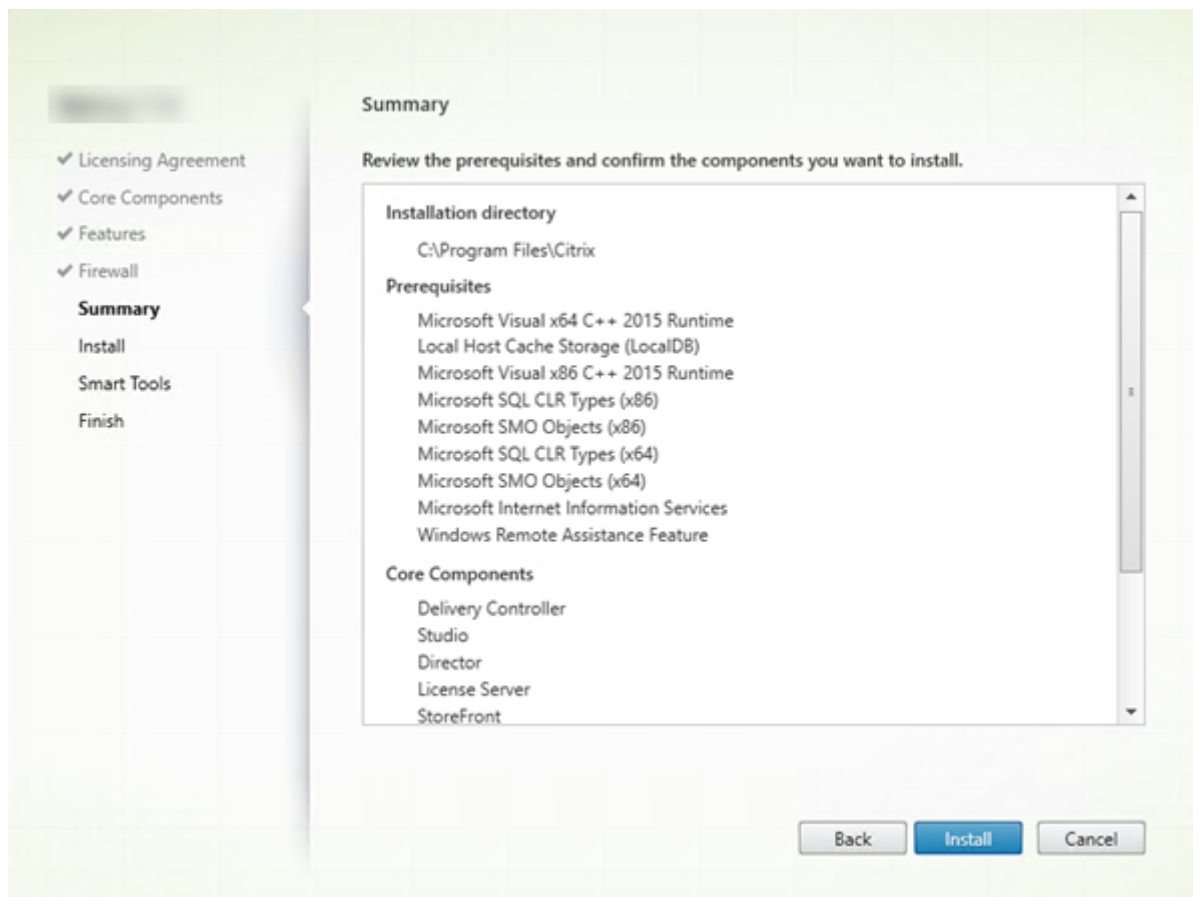 Summary
Licensing Agreement
Core Components
Features
Firewall
Summary
Install
Smart Tools
Finish
Review the prerequisites and confirm the components you want to install.
Installation directory
C:\Program Files\Citrix
Prerequisites
Microsoft Visual x64 C++ 2015 Runtime
Local Host Cache Storage (LocalDB)
Microsoft Visual x86 C++ 2015 Runtime
Microsoft SQL CLR Types (x86)
Microsoft SMO Objects (x86)
Microsoft SQL CLR Types (x64)
Microsoft SMO Objects (x64)
Microsoft Internet Information Services
Windows Remote Assistance Feature
Core Components
Delivery Controller
Studio
Director
License Server
StoreFront
Back
Install
Cancel